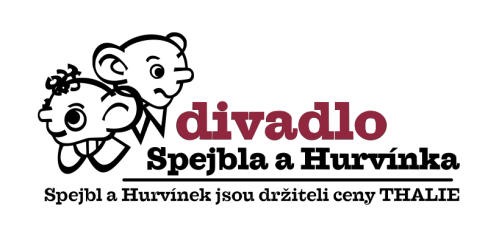 divadlo
Spejbla a Hurvínka
Spejbl a Hurvínek jsou držiteli ceny THALIE